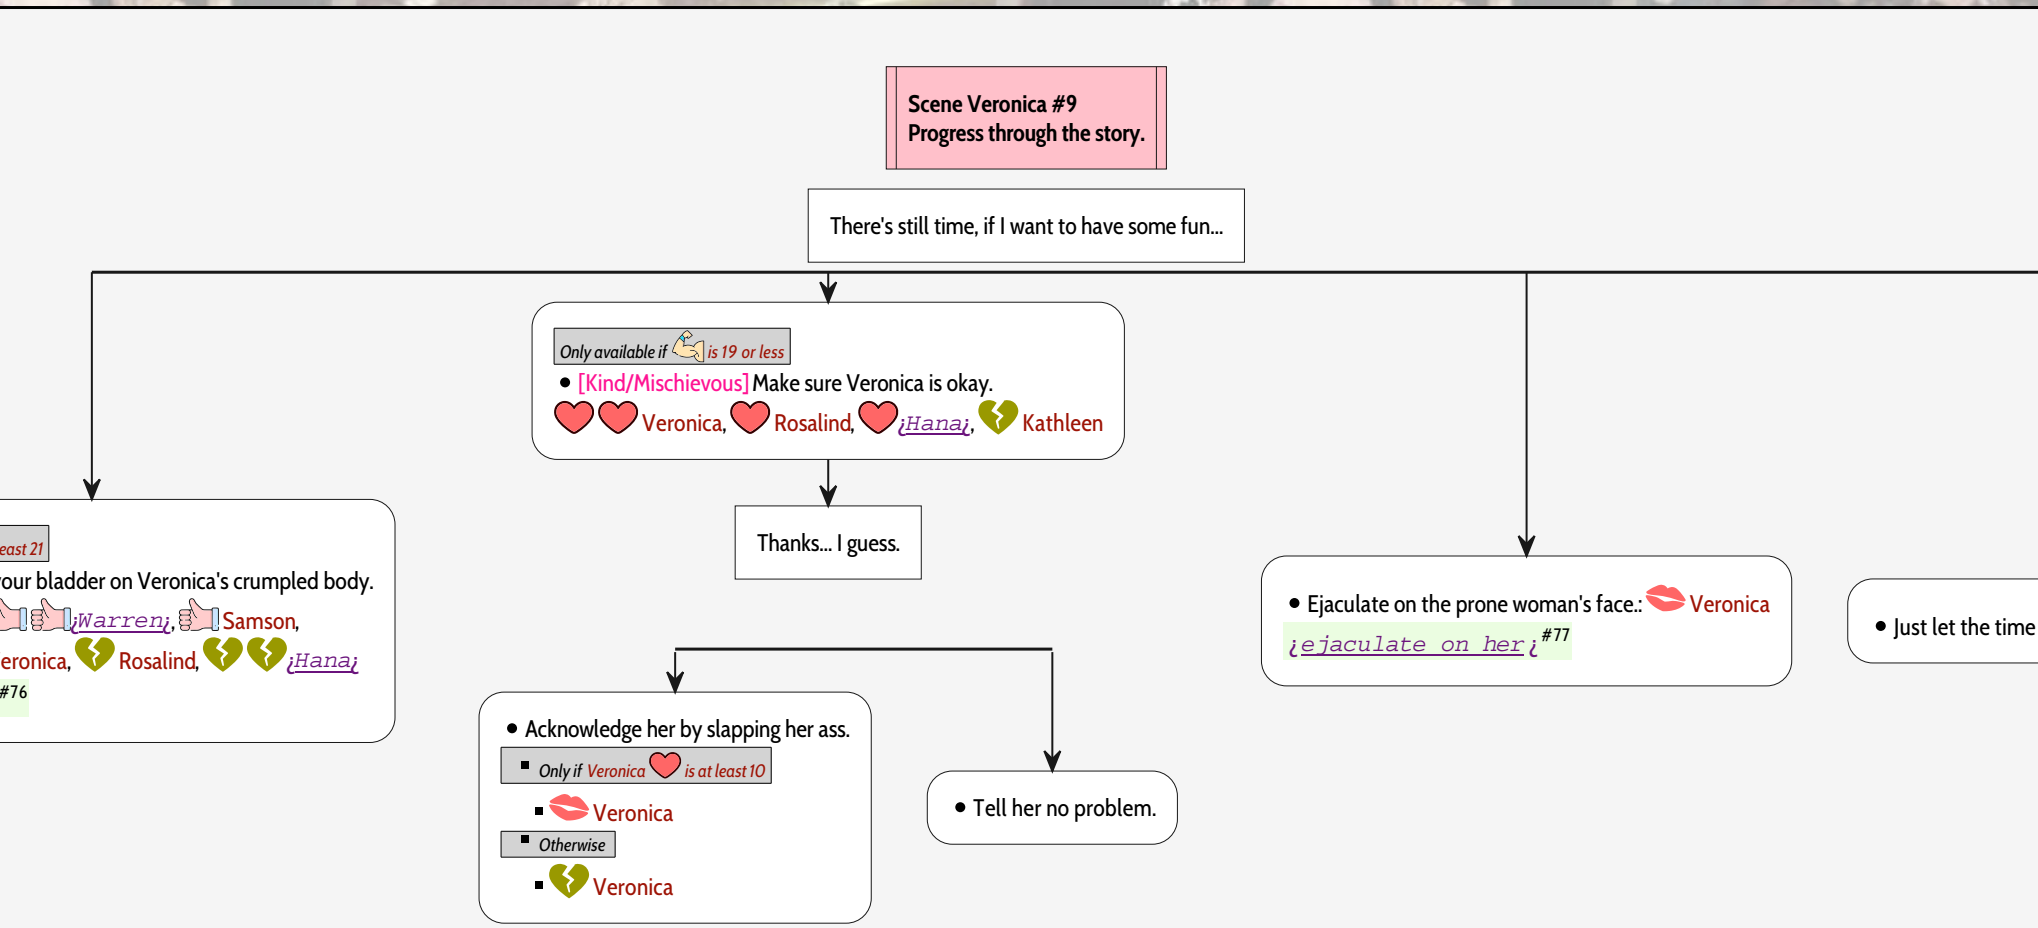 Scene Veronica #9
Progress through the story.
There's still time, if I want to have some fun...
Only available if is 19 or less
• [Kind/Mischievous] Make sure Veronica is okay.
Veronica, Rosalind, ¿Hana¿, Kathleen
Thanks... I guess.
east 21
your bladder on Veronica's crumpled body.
¿Warren¿, Samson,
eronica, Rosalind, ¿Hana¿
#76
• Acknowledge her by slapping her ass.
▪ Only if Veronica is at least 10
▪ Veronica
▪ Otherwise
▪ Veronica
• Tell her no problem.
• Ejaculate on the prone woman's face.: Veronica
¿ejaculate on her¿ #77
• Just let the time